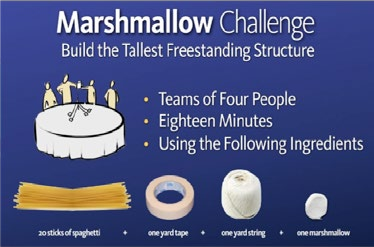 Marshmallow Challenge
Build the Tallest Freestanding Structure
• Teams of Four People
• Eighteen Minutes
• Using the Following Ingredients
20 sticks of spaghetti + one yard tape + one yard string + one marshmallow